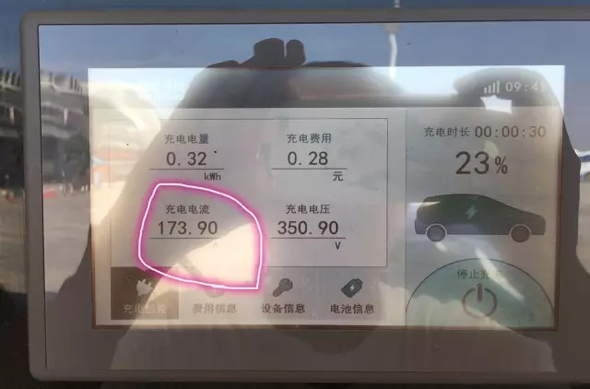 充电时长 00:00:30
23%
充电电量
0.32
kWh
充电费用
0.28
元
充电电流
173.90
A
充电电压
350.90
V
费用信息
设备信息
电池信息